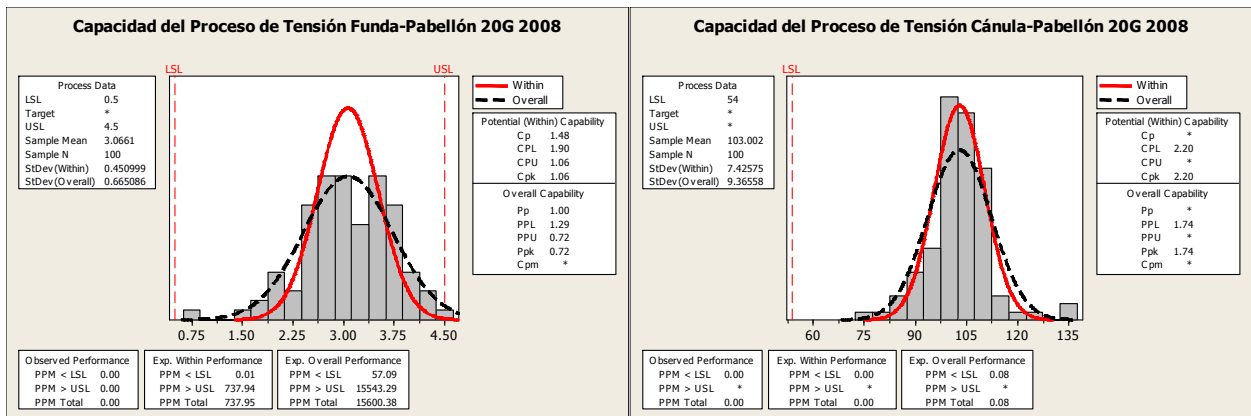 Capacidad del Proceso de Tensión Funda-Pabellón 20G 2008
LSL
USL
Process Data
LSL 0.5
Target *
USL 4.5
Sample Mean 3.0661
Sample N 100
StDev(Within) 0.450999
StDev(Overall) 0.665086
Within
Overall
Potential (Within) Capability
Cp 1.48
CPL 1.90
CPU 1.06
Cpk 1.06
Overall Capability
Pp 1.00
PPL 1.29
PPU 0.72
Ppk 0.72
Cpm *
0.75 1.50 2.25 3.00 3.75 4.50
Observed Performance
PPM < LSL 0.00
PPM > USL 0.00
PPM Total 0.00
Exp. Within Performance
PPM < LSL 0.01
PPM > USL 737.94
PPM Total 737.95
Exp. Overall Performance
PPM < LSL 57.09
PPM > USL 15543.29
PPM Total 15600.38
Capacidad del Proceso de Tensión Cánula-Pabellón 20G 2008
LSL
Process Data
LSL 54
Target *
USL *
Sample Mean 103.002
Sample N 100
StDev(Within) 7.42575
StDev(Overall) 9.36558
Within
Overall
Potential (Within) Capability
Cp *
CPL 2.20
CPU *
Cpk 2.20
Overall Capability
Pp *
PPL 1.74
PPU *
Ppk 1.74
Cpm *
60 75 90 105 120 135
Observed Performance
PPM < LSL 0.00
PPM > USL *
PPM Total 0.00
Exp. Within Performance
PPM < LSL 0.00
PPM > USL *
PPM Total 0.00
Exp. Overall Performance
PPM < LSL 0.08
PPM > USL *
PPM Total 0.08